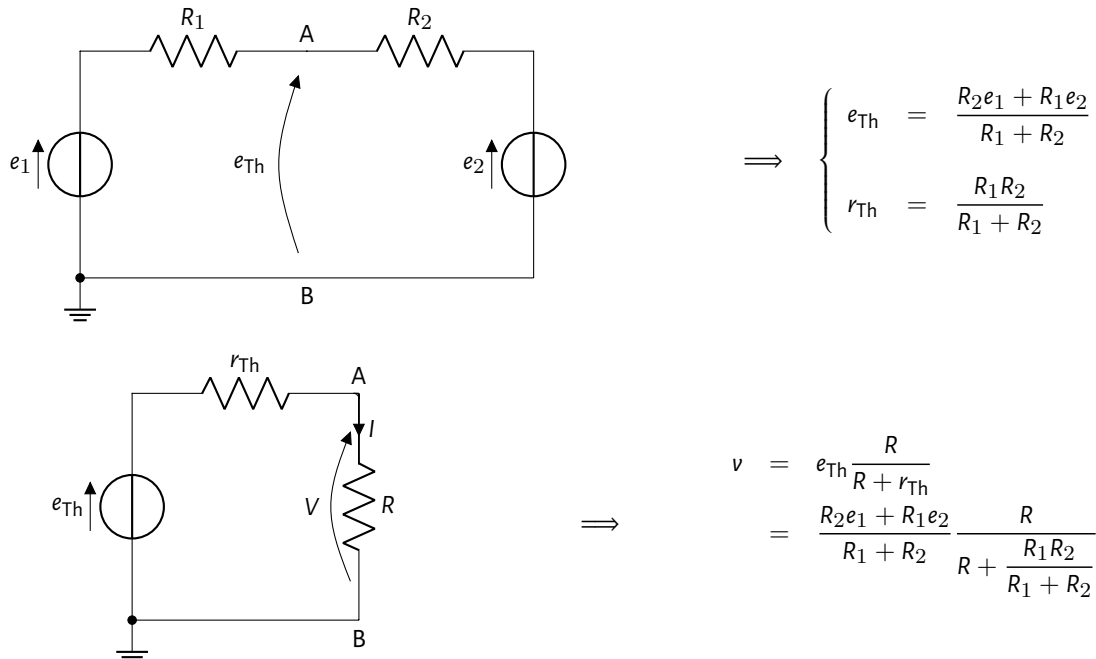 R1 A R2
e1 eTh e2
B
⟹ { eTh = (R2e1 + R1e2) / (R1 + R2)
rTh = R1R2 / (R1 + R2)
rTh A
I
eTh V R
B
⟹ v = eTh R / (R + rTh)
= (R2e1 + R1e2) / (R1 + R2) R / (R + R1R2 / (R1 + R2))